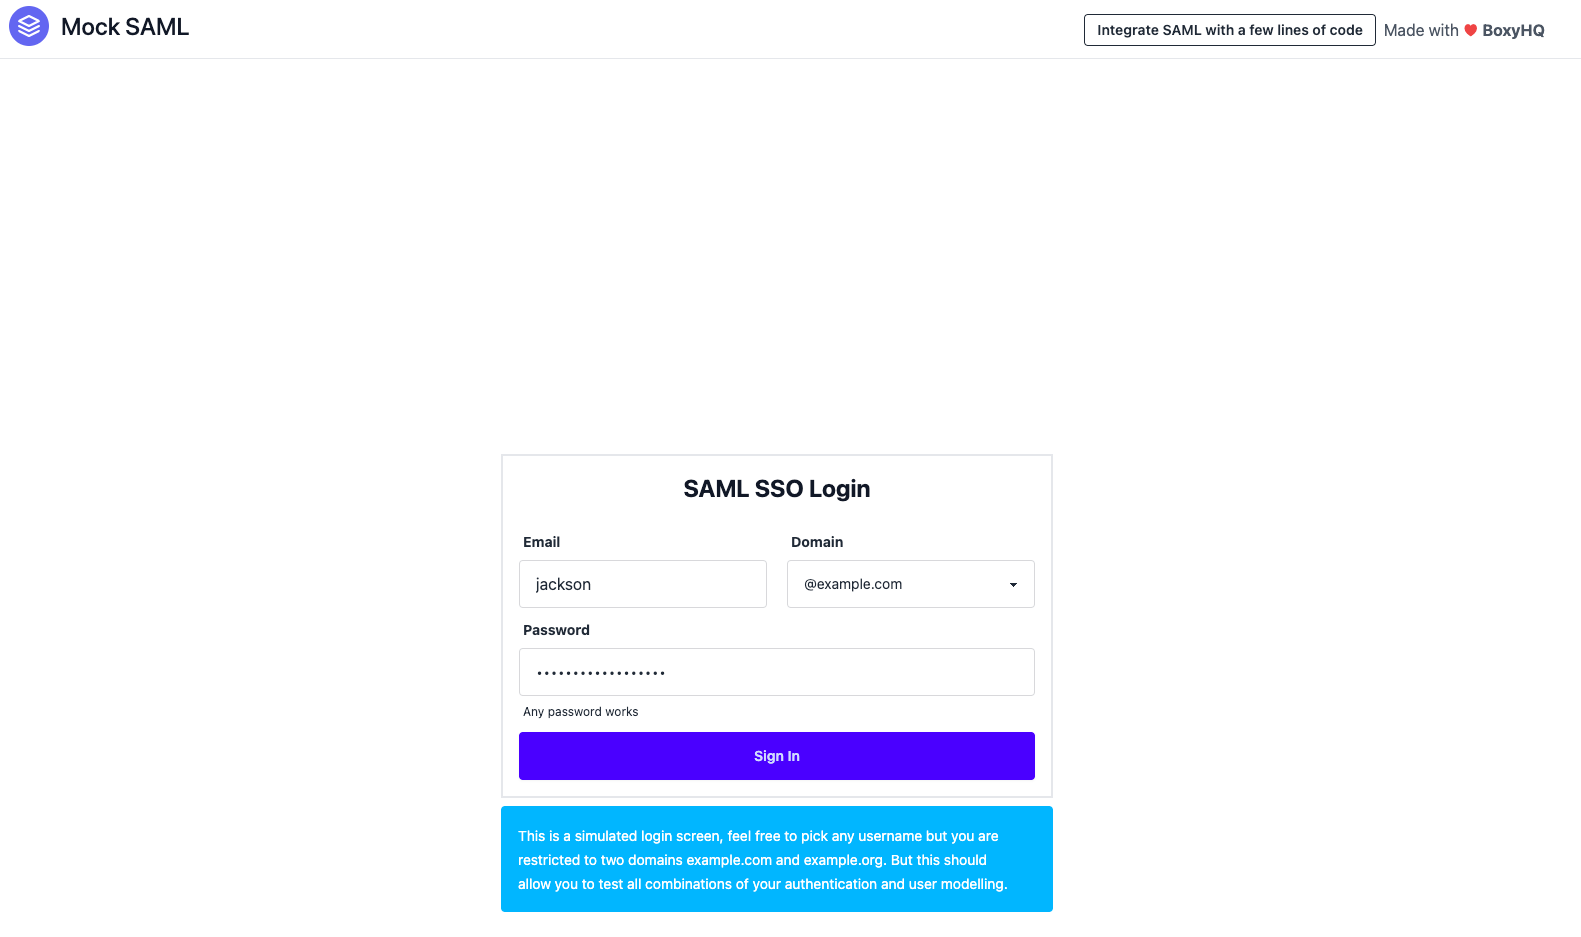 Mock SAML
Integrate SAML with a few lines of code
Made with ❤ BoxyHQ
SAML SSO Login
Email
Domain
jackson
@example.com
Password
••••••••••••••••••
Any password works
Sign In
This is a simulated login screen, feel free to pick any username but you are
restricted to two domains example.com and example.org. But this should
allow you to test all combinations of your authentication and user modelling.